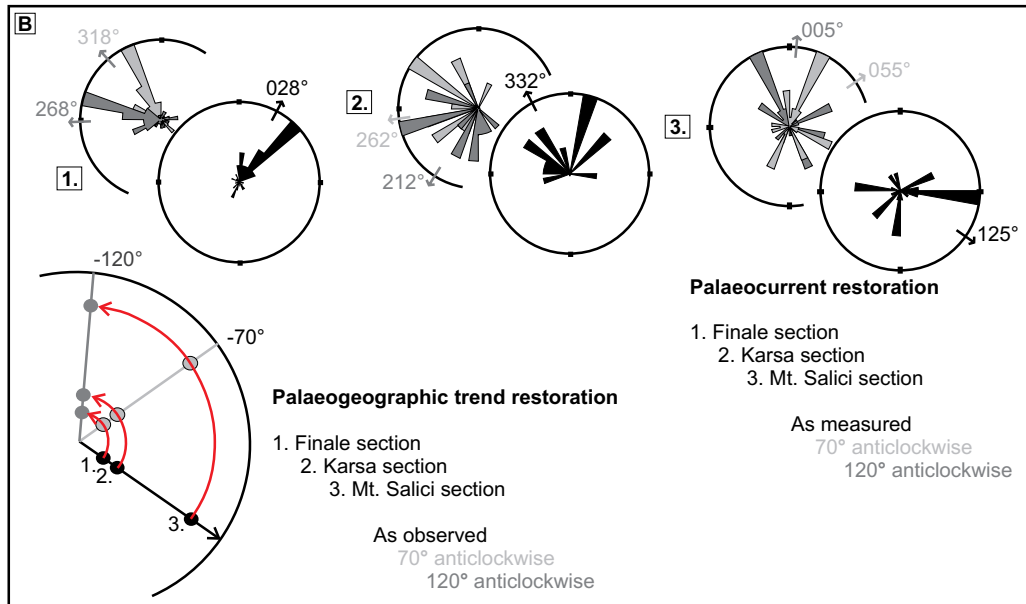 B
318°
268°
028°
1.
2.
332°
262°
212°
005°
055°
3.
125°
-120°
-70°
1.
2.
3.
Palaeogeographic trend restoration
1. Finale section
2. Karsa section
3. Mt. Salici section
As observed
70° anticlockwise
120° anticlockwise
Palaeocurrent restoration
1. Finale section
2. Karsa section
3. Mt. Salici section
As measured
70° anticlockwise
120° anticlockwise